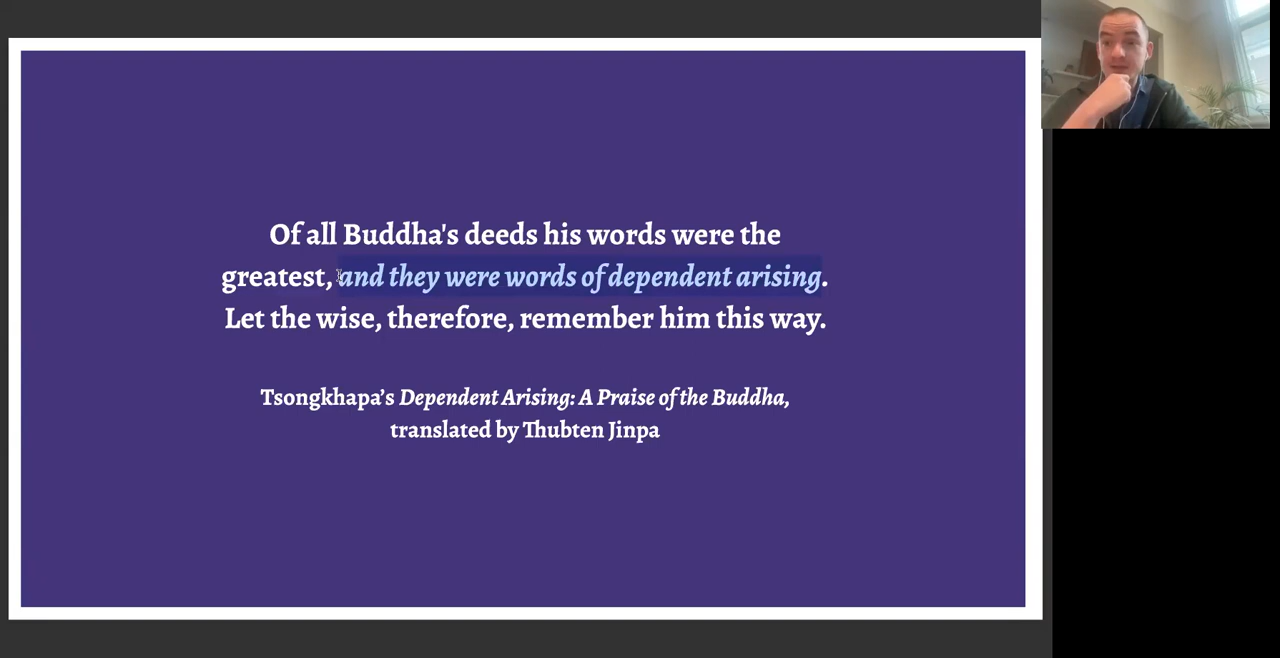 Of all Buddha's deeds his words were the
greatest, and they were words of dependent arising.
Let the wise, therefore, remember him this way.
Tsongkhapa’s Dependent Arising: A Praise of the Buddha,
translated by Thubten Jinpa